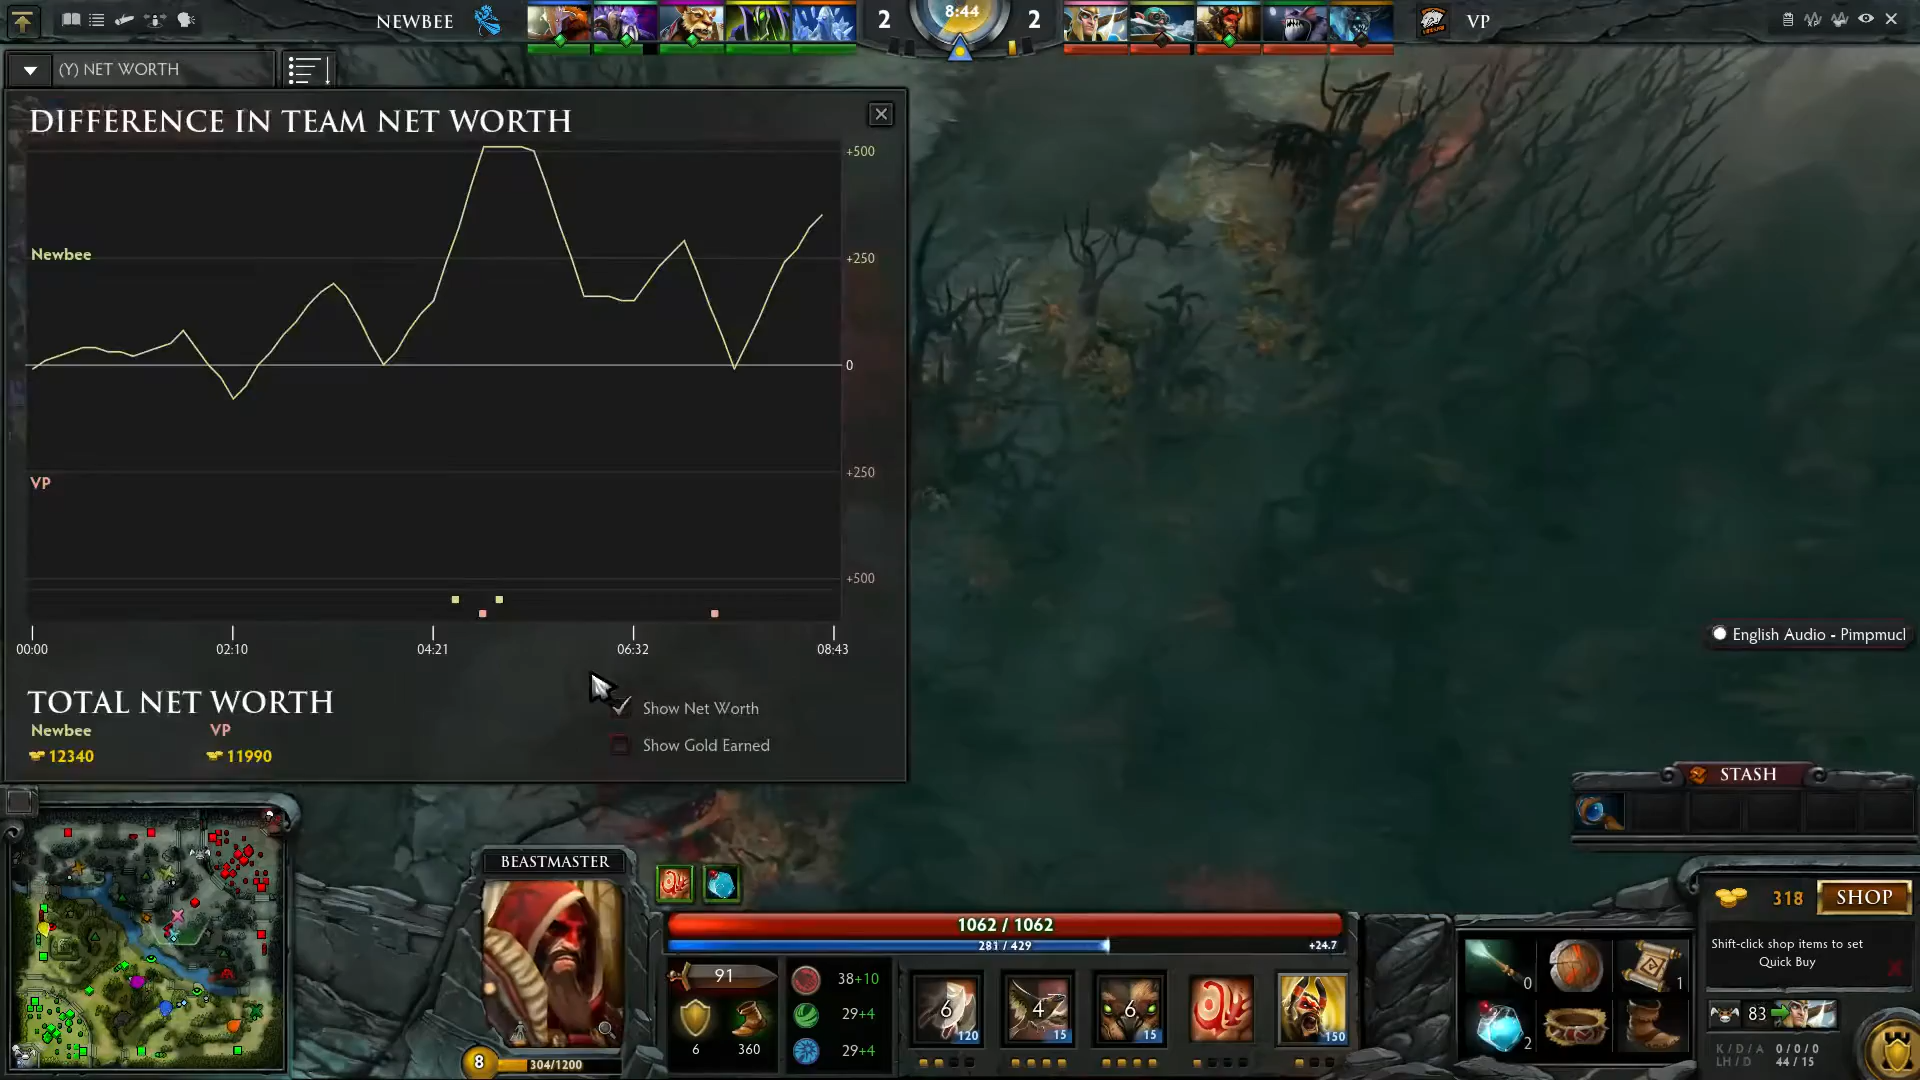 NEWBEE
2
8:44
2
VP
(Y) NET WORTH
DIFFERENCE IN TEAM NET WORTH
+500
Newbee
+250
0
+250
VP
+500
00:00
02:10
04:21
06:32
08:43
English Audio - Pimpmucl
TOTAL NET WORTH
Newbee
VP
12340
11990
Show Net Worth
Show Gold Earned
STASH
BEASTMASTER
1062 / 1062
281 / 429
+24.7
91
38+10
29+4
29+4
6
360
6
120
4
15
6
15
150
8
304/1200
0
1
2
318
SHOP
Shift-click shop items to set
Quick Buy
83
K / D / A 0 / 0 / 0
LH / D 44 / 15